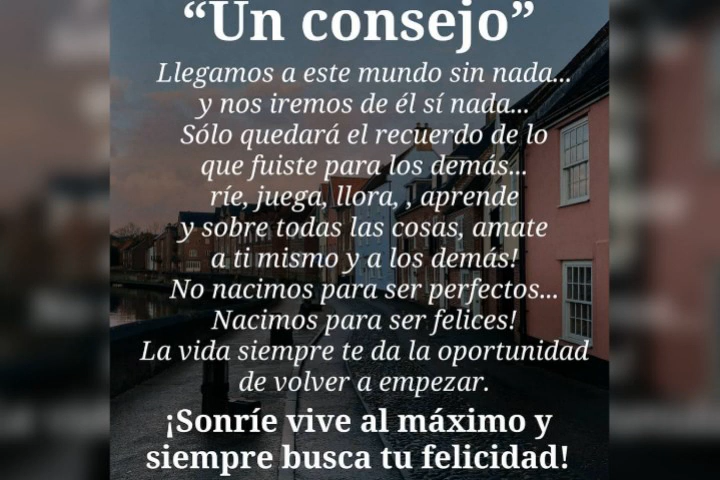 “Un consejo”
Llegamos a este mundo sin nada...
y nos iremos de él sí nada...
Sólo quedará el recuerdo de lo
que fuiste para los demás...
ríe, juega, llora, , aprende
y sobre todas las cosas, amate
a ti mismo y a los demás!
No nacimos para ser perfectos...
Nacimos para ser felices!
La vida siempre te da la oportunidad
de volver a empezar.
¡Sonríe vive al máximo y
siempre busca tu felicidad!